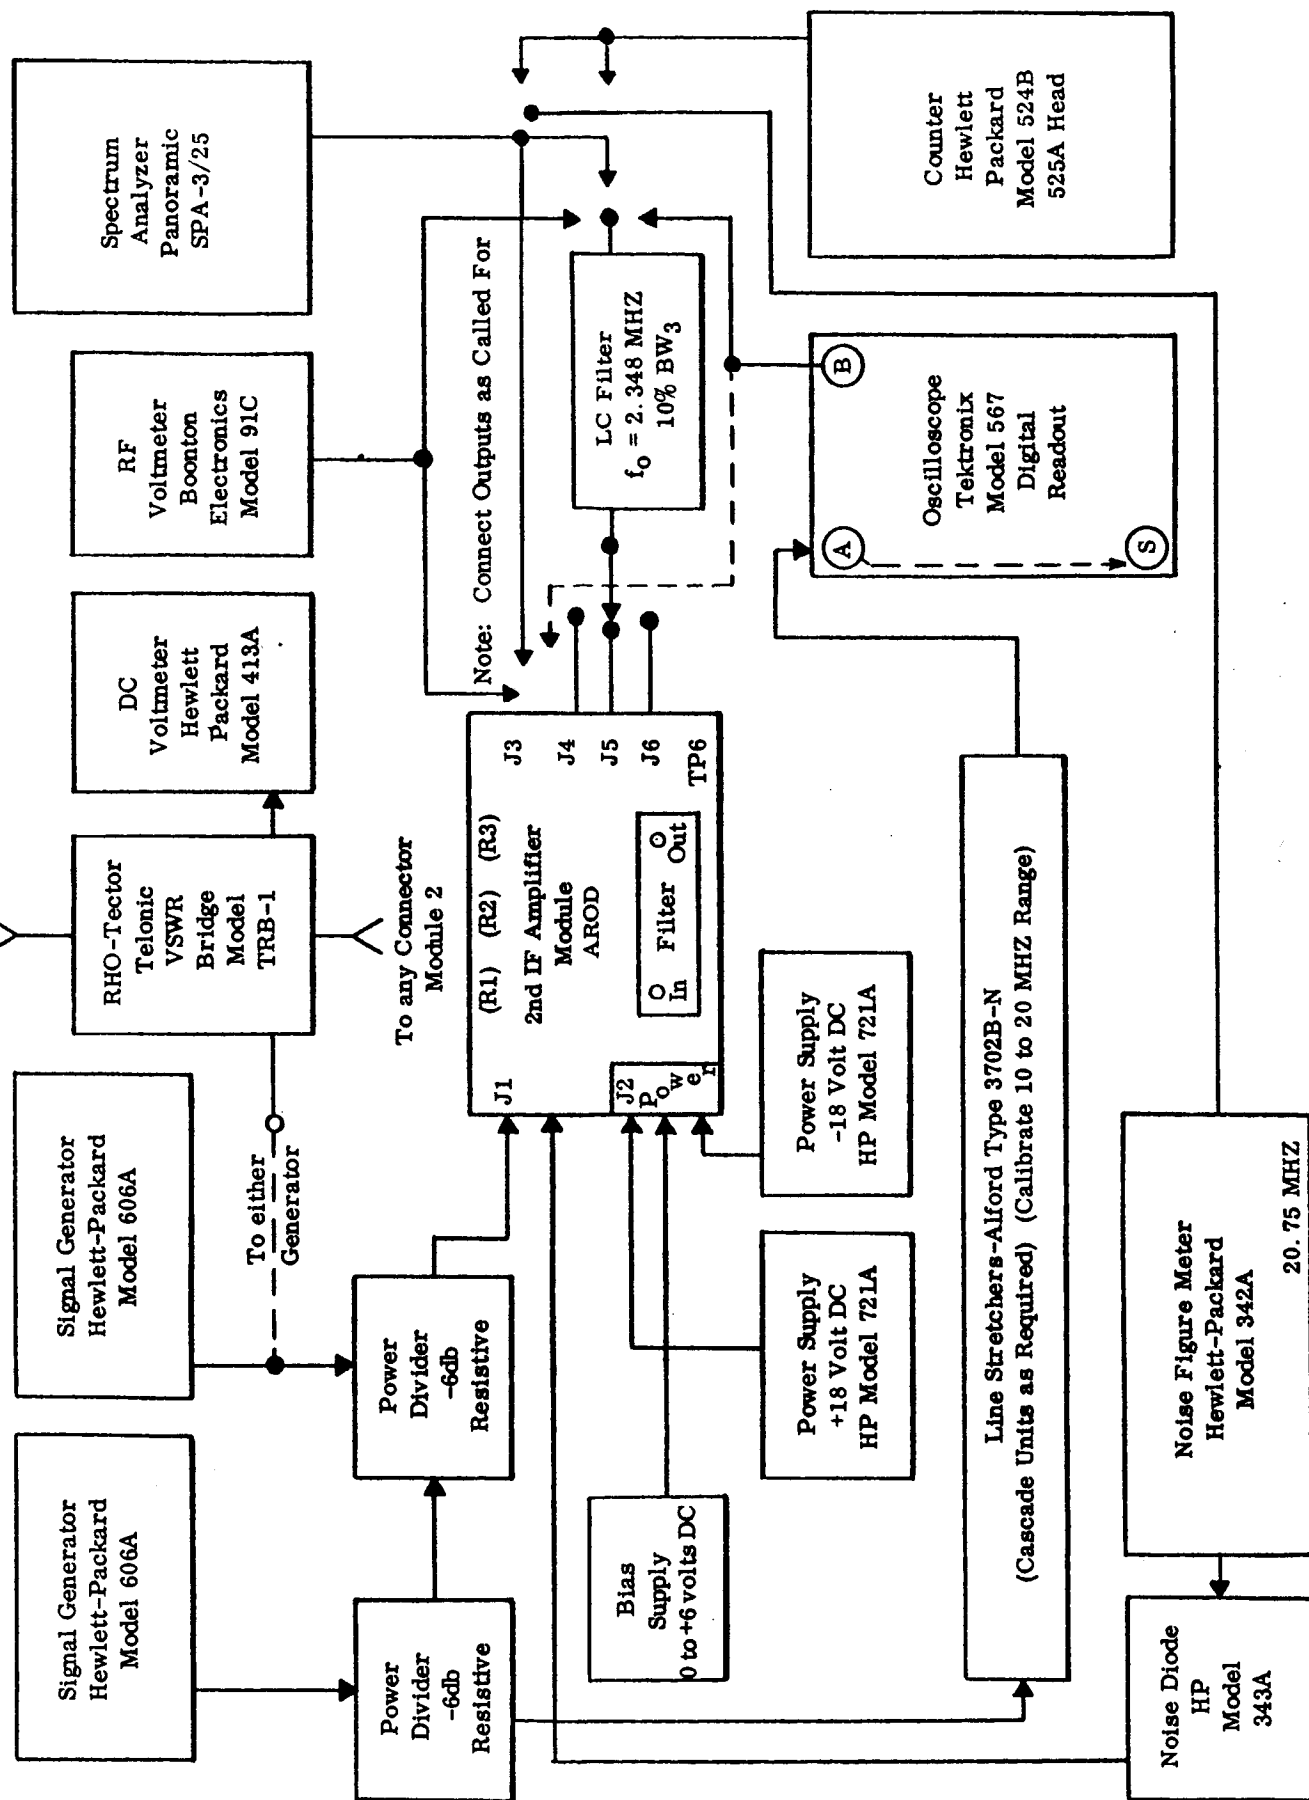 Signal Generator
Hewlett-Packard
Model 606A
Signal Generator
Hewlett-Packard
Model 606A
RHO-Tector
Telonic
VSWR
Bridge
Model
TRB-1
DC
Voltmeter
Hewlett
Packard
Model 413A
RF
Voltmeter
Boonton
Electronics
Model 91C
Spectrum
Analyzer
Panoramic
SPA-3/25
To either
Generator
To any Connector
Module 2
Power
Divider
-6db
Resistive
Power
Divider
-6db
Resistive
J1
(R1) (R2) (R3)
2nd IF Amplifier
Module
AROD
J3
J4
J5
J6
TP6
J2
Power
In Filter Out
Note: Connect Outputs as Called For
LC Filter
fo = 2.348 MHZ
10% BW3
Bias
Supply
0 to +6 volts DC
Power Supply
+18 Volt DC
HP Model 721A
Power Supply
-18 Volt DC
HP Model 721A
A
B
S
Oscilloscope
Tektronix
Model 567
Digital
Readout
Counter
Hewlett
Packard
Model 524B
525A Head
Line Stretchers-Alford Type 3702B-N
(Cascade Units as Required) (Calibrate 10 to 20 MHZ Range)
Noise Diode
HP
Model
343A
Noise Figure Meter
Hewlett-Packard
Model 342A
20.75 MHZ